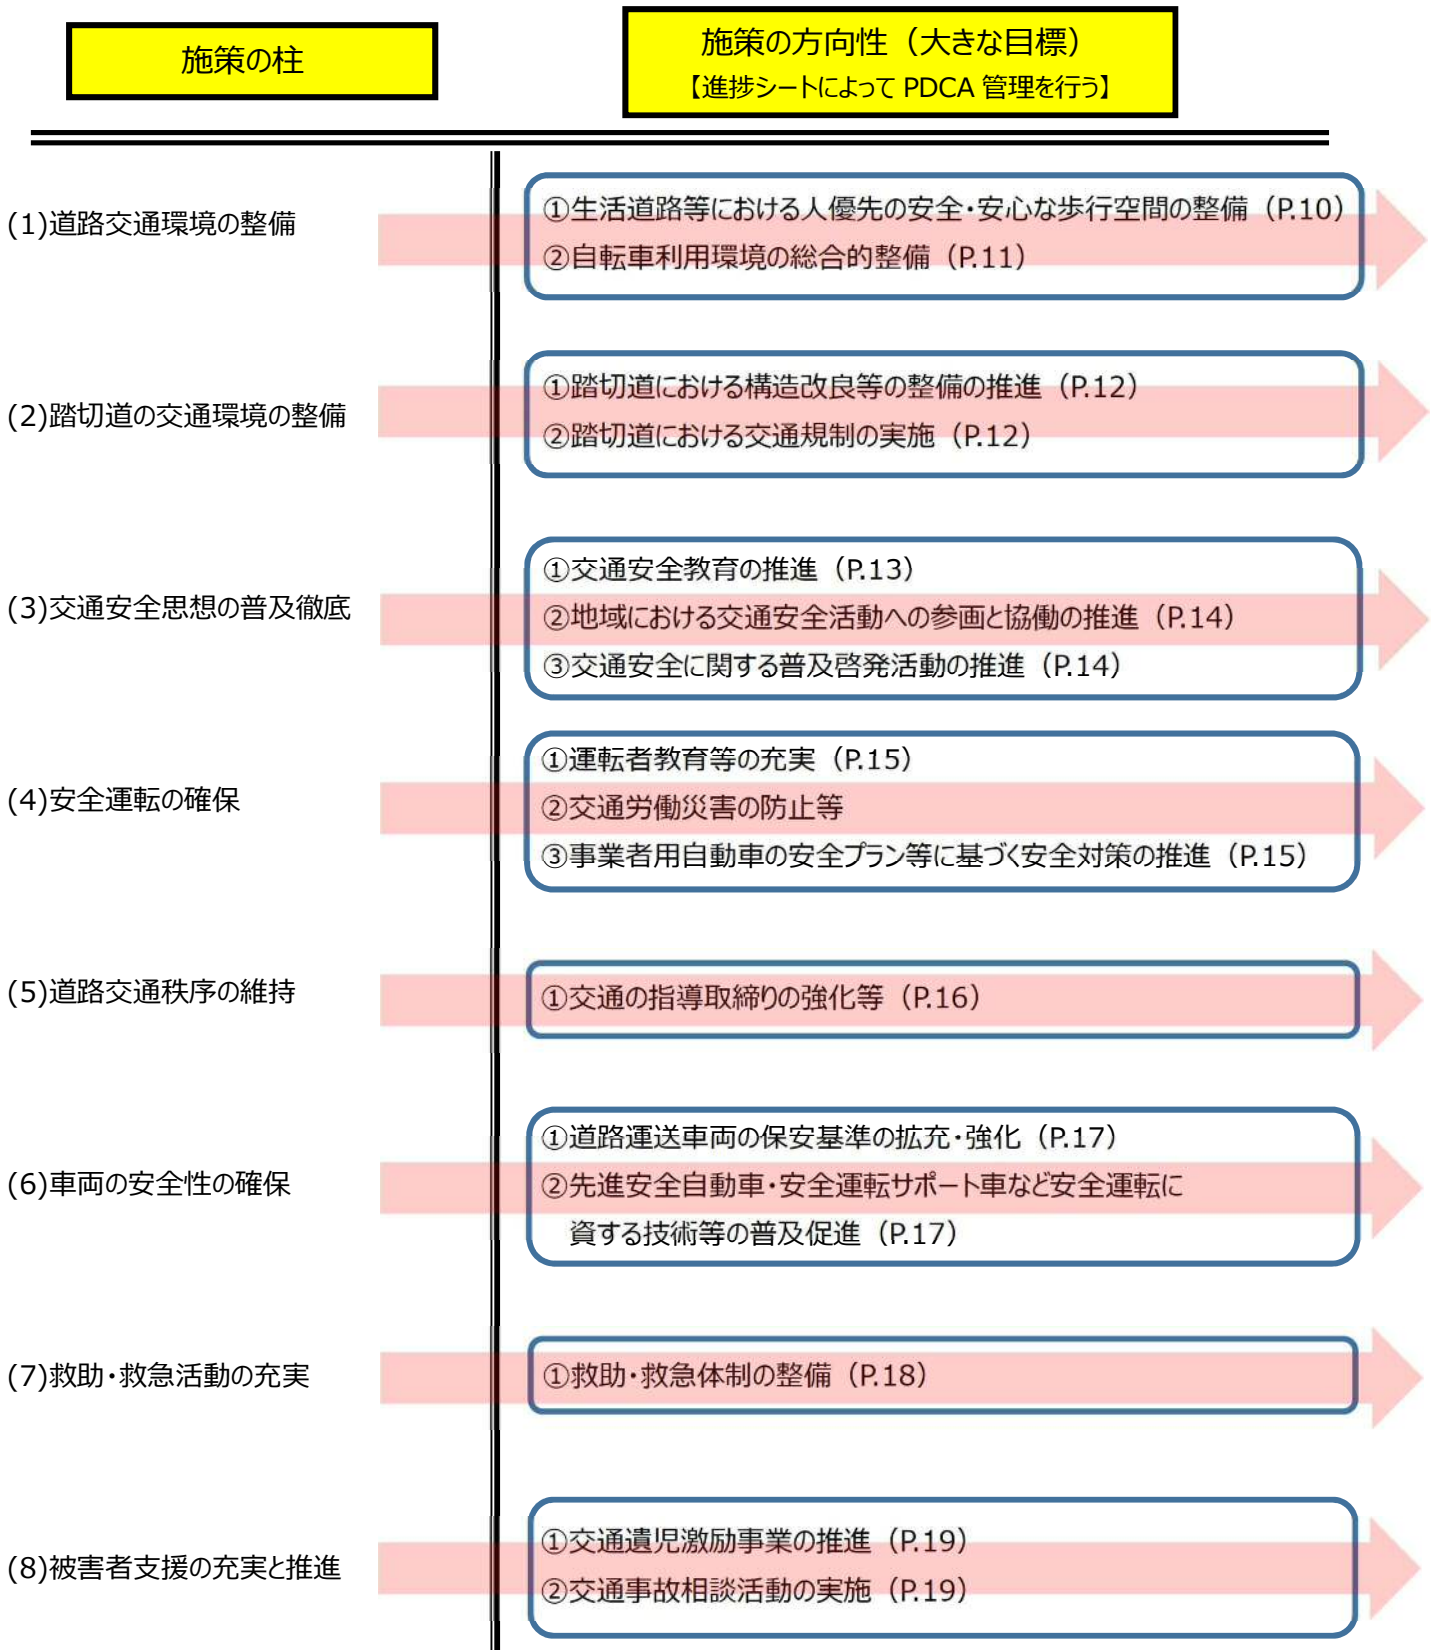 施策の柱
施策の方向性（大きな目標）
【進捗シートによって PDCA 管理を行う】
(1)道路交通環境の整備
①生活道路等における人優先の安全・安心な歩行空間の整備（P.10）
②自転車利用環境の総合的整備（P.11）
(2)踏切道の交通環境の整備
①踏切道における構造改良等の整備の推進（P.12）
②踏切道における交通規制の実施（P.12）
(3)交通安全思想の普及徹底
①交通安全教育の推進（P.13）
②地域における交通安全活動への参画と協働の推進（P.14）
③交通安全に関する普及啓発活動の推進（P.14）
(4)安全運転の確保
①運転者教育等の充実（P.15）
②交通労働災害の防止等
③事業者用自動車の安全プラン等に基づく安全対策の推進（P.15）
(5)道路交通秩序の維持
①交通の指導取締りの強化等（P.16）
(6)車両の安全性の確保
①道路運送車両の保安基準の拡充・強化（P.17）
②先進安全自動車・安全運転サポート車など安全運転に
資する技術等の普及促進（P.17）
(7)救助・救急活動の充実
①救助・救急体制の整備（P.18）
(8)被害者支援の充実と推進
①交通遺児激励事業の推進（P.19）
②交通事故相談活動の実施（P.19）